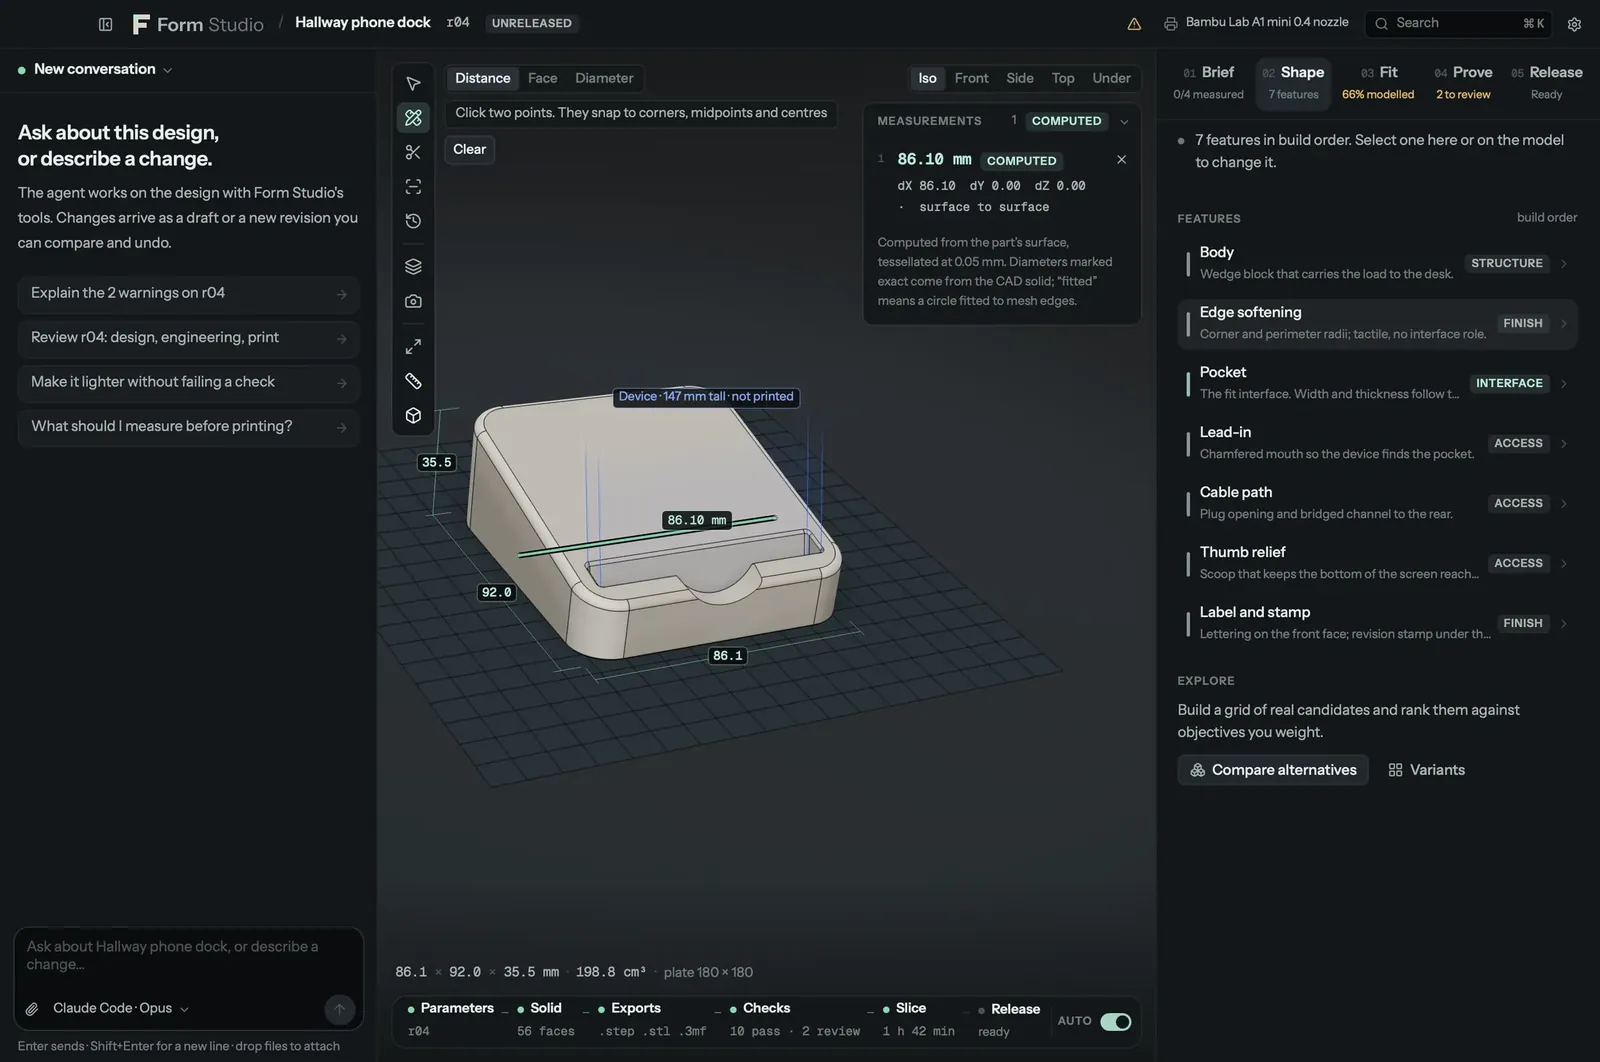 Form Studio / Hallway phone dock r04 UNRELEASED
Bambu Lab A1 mini 0.4 nozzle
Search ⌘K
New conversation
Ask about this design,
or describe a change.
The agent works on the design with Form Studio's
tools. Changes arrive as a draft or a new revision you
can compare and undo.
Explain the 2 warnings on r04
Review r04: design, engineering, print
Make it lighter without failing a check
What should I measure before printing?
Ask about Hallway phone dock, or describe a
change...
Claude Code · Opus
Enter sends · Shift+Enter for a new line · drop files to attach
Distance Face Diameter
Click two points. They snap to corners, midpoints and centres
Clear
Iso Front Side Top Under
MEASUREMENTS 1 COMPUTED
1 86.10 mm COMPUTED
dX 86.10 dY 0.00 dZ 0.00
· surface to surface
Computed from the part's surface,
tessellated at 0.05 mm. Diameters marked
exact come from the CAD solid; “fitted”
means a circle fitted to mesh edges.
Device · 147 mm tall · not printed
35.5
86.10 mm
92.0
86.1
86.1 × 92.0 × 35.5 mm · 198.8 cm³ · plate 180 × 180
Parameters
r04
Solid
56 faces
Exports
.step .stl .3mf
Checks
10 pass · 2 review
Slice
1 h 42 min
Release
ready
AUTO
01 Brief
0/4 measured
02 Shape
7 features
03 Fit
66% modelled
04 Prove
2 to review
05 Release
Ready
7 features in build order. Select one here or on the model
to change it.
FEATURES build order
Body
Wedge block that carries the load to the desk.
STRUCTURE
Edge softening
Corner and perimeter radii; tactile, no interface role.
FINISH
Pocket
The fit interface. Width and thickness follow t...
INTERFACE
Lead-in
Chamfered mouth so the device finds the pocket.
ACCESS
Cable path
Plug opening and bridged channel to the rear.
ACCESS
Thumb relief
Scoop that keeps the bottom of the screen reach...
ACCESS
Label and stamp
Lettering on the front face; revision stamp under th...
FINISH
EXPLORE
Build a grid of real candidates and rank them against
objectives you weight.
Compare alternatives Variants